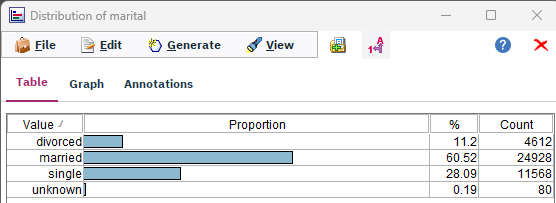 Distribution of marital
File Edit Generate View
Table Graph Annotations
Value Proportion % Count
divorced 11.2 4612
married 60.52 24928
single 28.09 11568
unknown 0.19 80